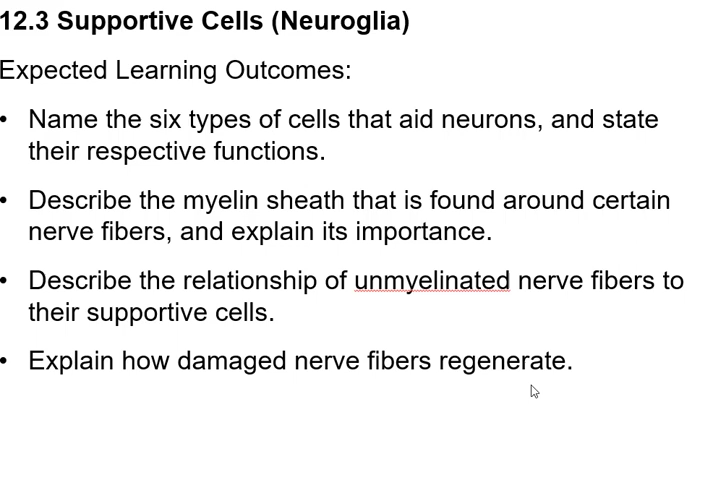 12.3 Supportive Cells (Neuroglia)
Expected Learning Outcomes:
• Name the six types of cells that aid neurons, and state
their respective functions.
• Describe the myelin sheath that is found around certain
nerve fibers, and explain its importance.
• Describe the relationship of unmyelinated nerve fibers to
their supportive cells.
• Explain how damaged nerve fibers regenerate.